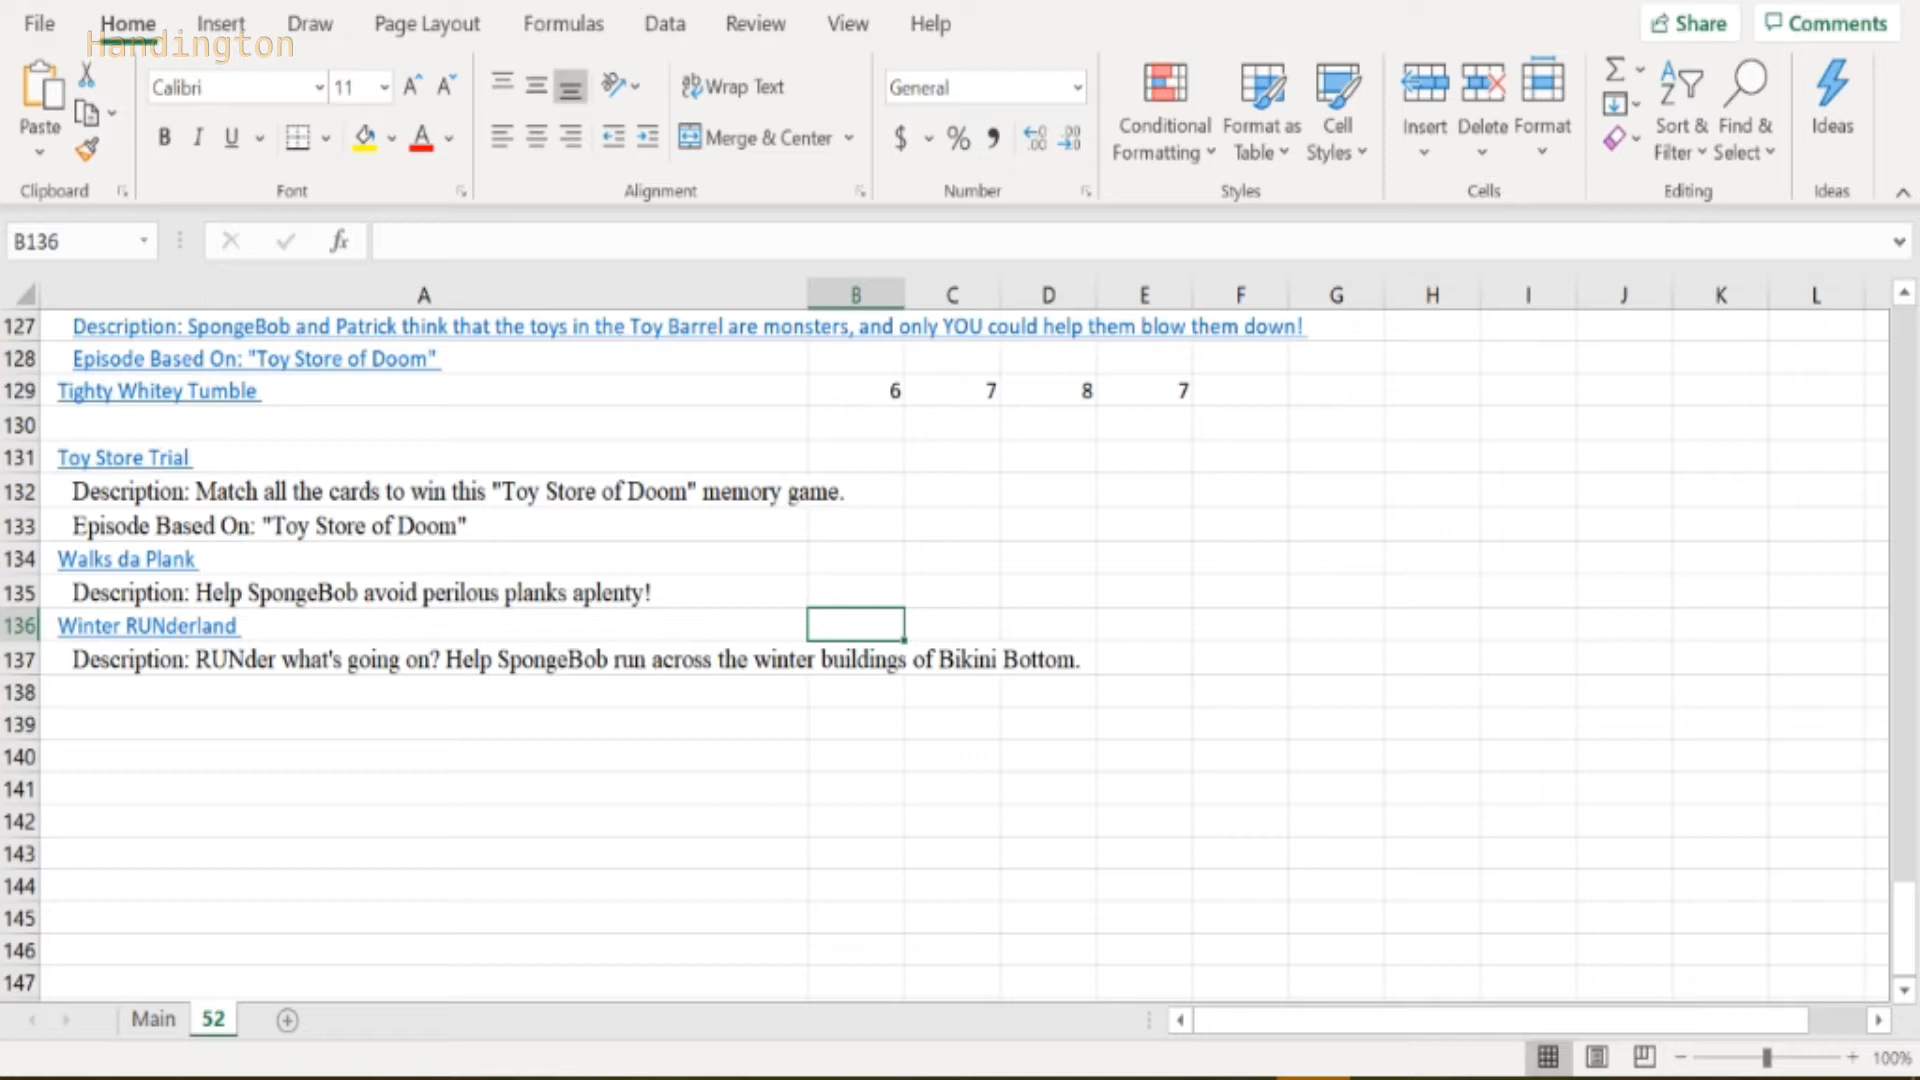 File Home Insert Draw Page Layout Formulas Data Review View Help Share Comments
Handington
Calibri 11 Wrap Text General
Paste Conditional Format as Cell Insert Delete Format Sort & Find & Ideas
B I U A Merge & Center $ % Formatting Table Styles Filter Select
Clipboard Font Alignment Number Styles Cells Editing Ideas
B136 fx
A B C D E F G H I J K L
127 Description: SpongeBob and Patrick think that the toys in the Toy Barrel are monsters, and only YOU could help them blow them down!
128 Episode Based On: "Toy Store of Doom"
129 Tighty Whitey Tumble 6 7 8 7
130
131 Toy Store Trial
132 Description: Match all the cards to win this "Toy Store of Doom" memory game.
133 Episode Based On: "Toy Store of Doom"
134 Walks da Plank
135 Description: Help SpongeBob avoid perilous planks aplenty!
136 Winter RUNderland
137 Description: RUNder what's going on? Help SpongeBob run across the winter buildings of Bikini Bottom.
138
139
140
141
142
143
144
145
146
147
Main 52
100%